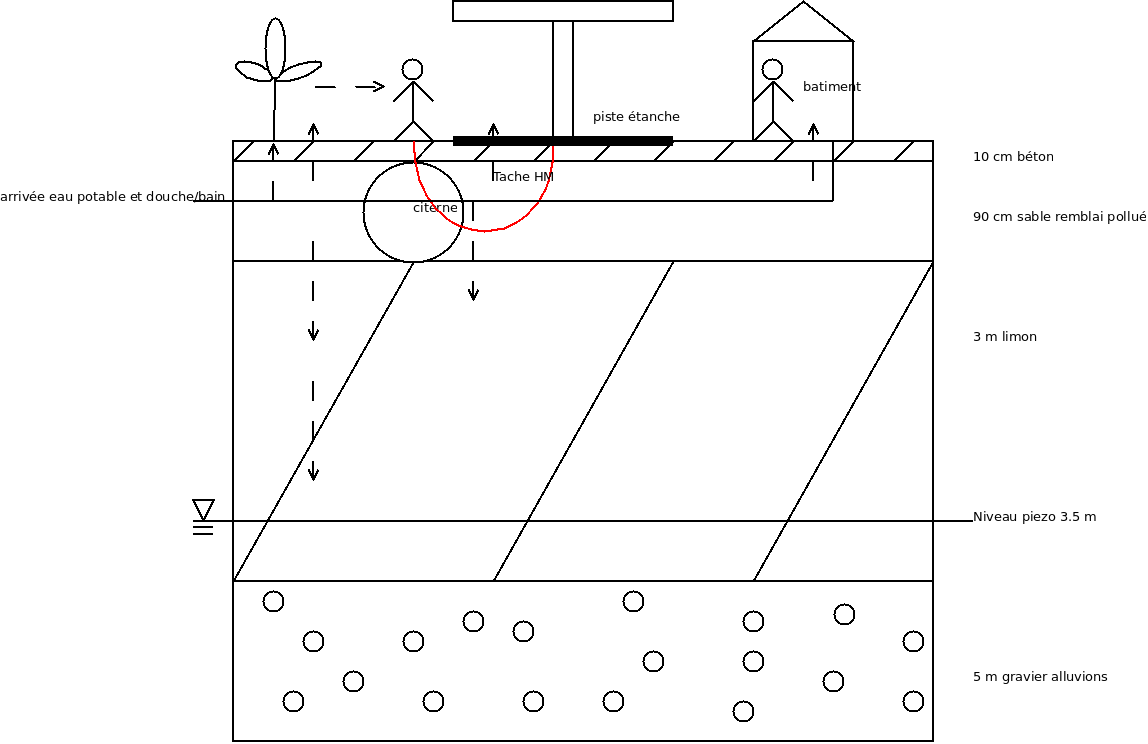 batiment
piste étanche
10 cm béton
Tache HM
arrivée eau potable et douche/bain
citerne
90 cm sable remblai pollué
3 m limon
Niveau piezo 3.5 m
5 m gravier alluvions